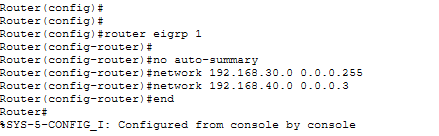 Router(config)#
Router(config)#
Router(config)#router eigrp 1
Router(config-router)#
Router(config-router)#no auto-summary
Router(config-router)#network 192.168.30.0 0.0.0.255
Router(config-router)#network 192.168.40.0 0.0.0.3
Router(config-router)#end
Router#
%SYS-5-CONFIG_I: Configured from console by console